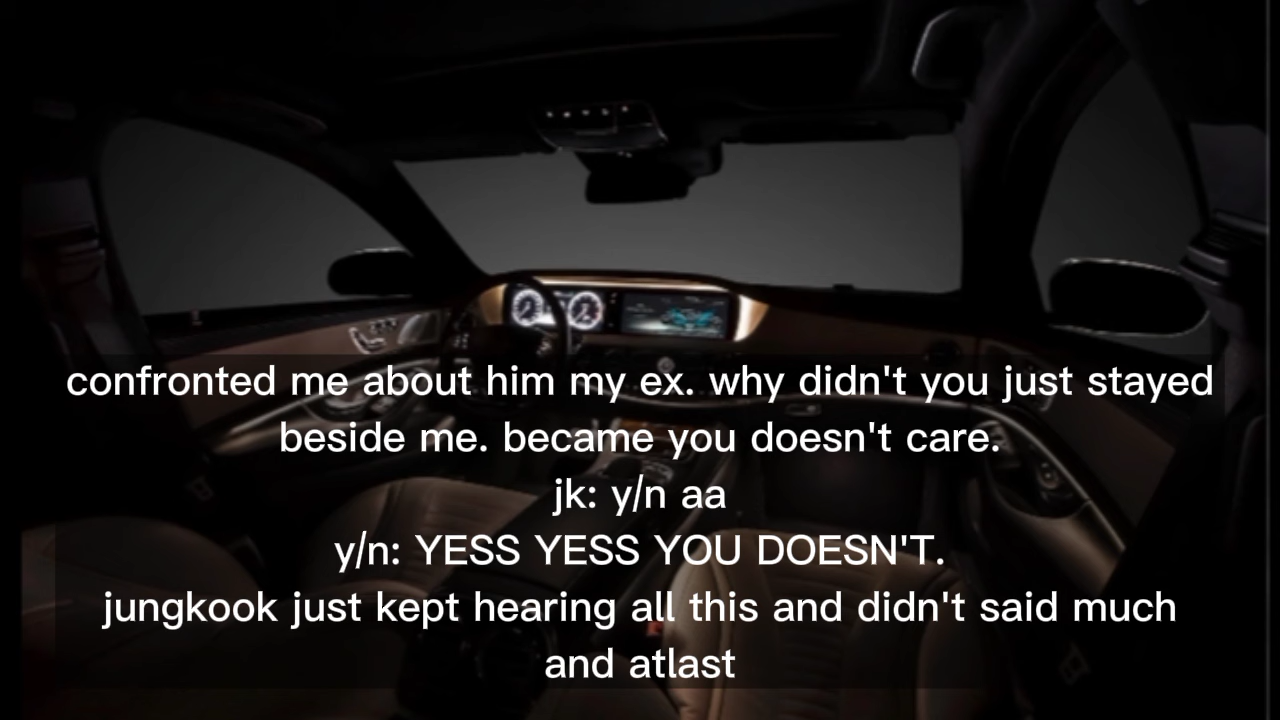 confronted me about him my ex. why didn't you just stayed
beside me. became you doesn't care.
jk: y/n aa
y/n: YESS YESS YOU DOESN'T.
jungkook just kept hearing all this and didn't said much
and atlast